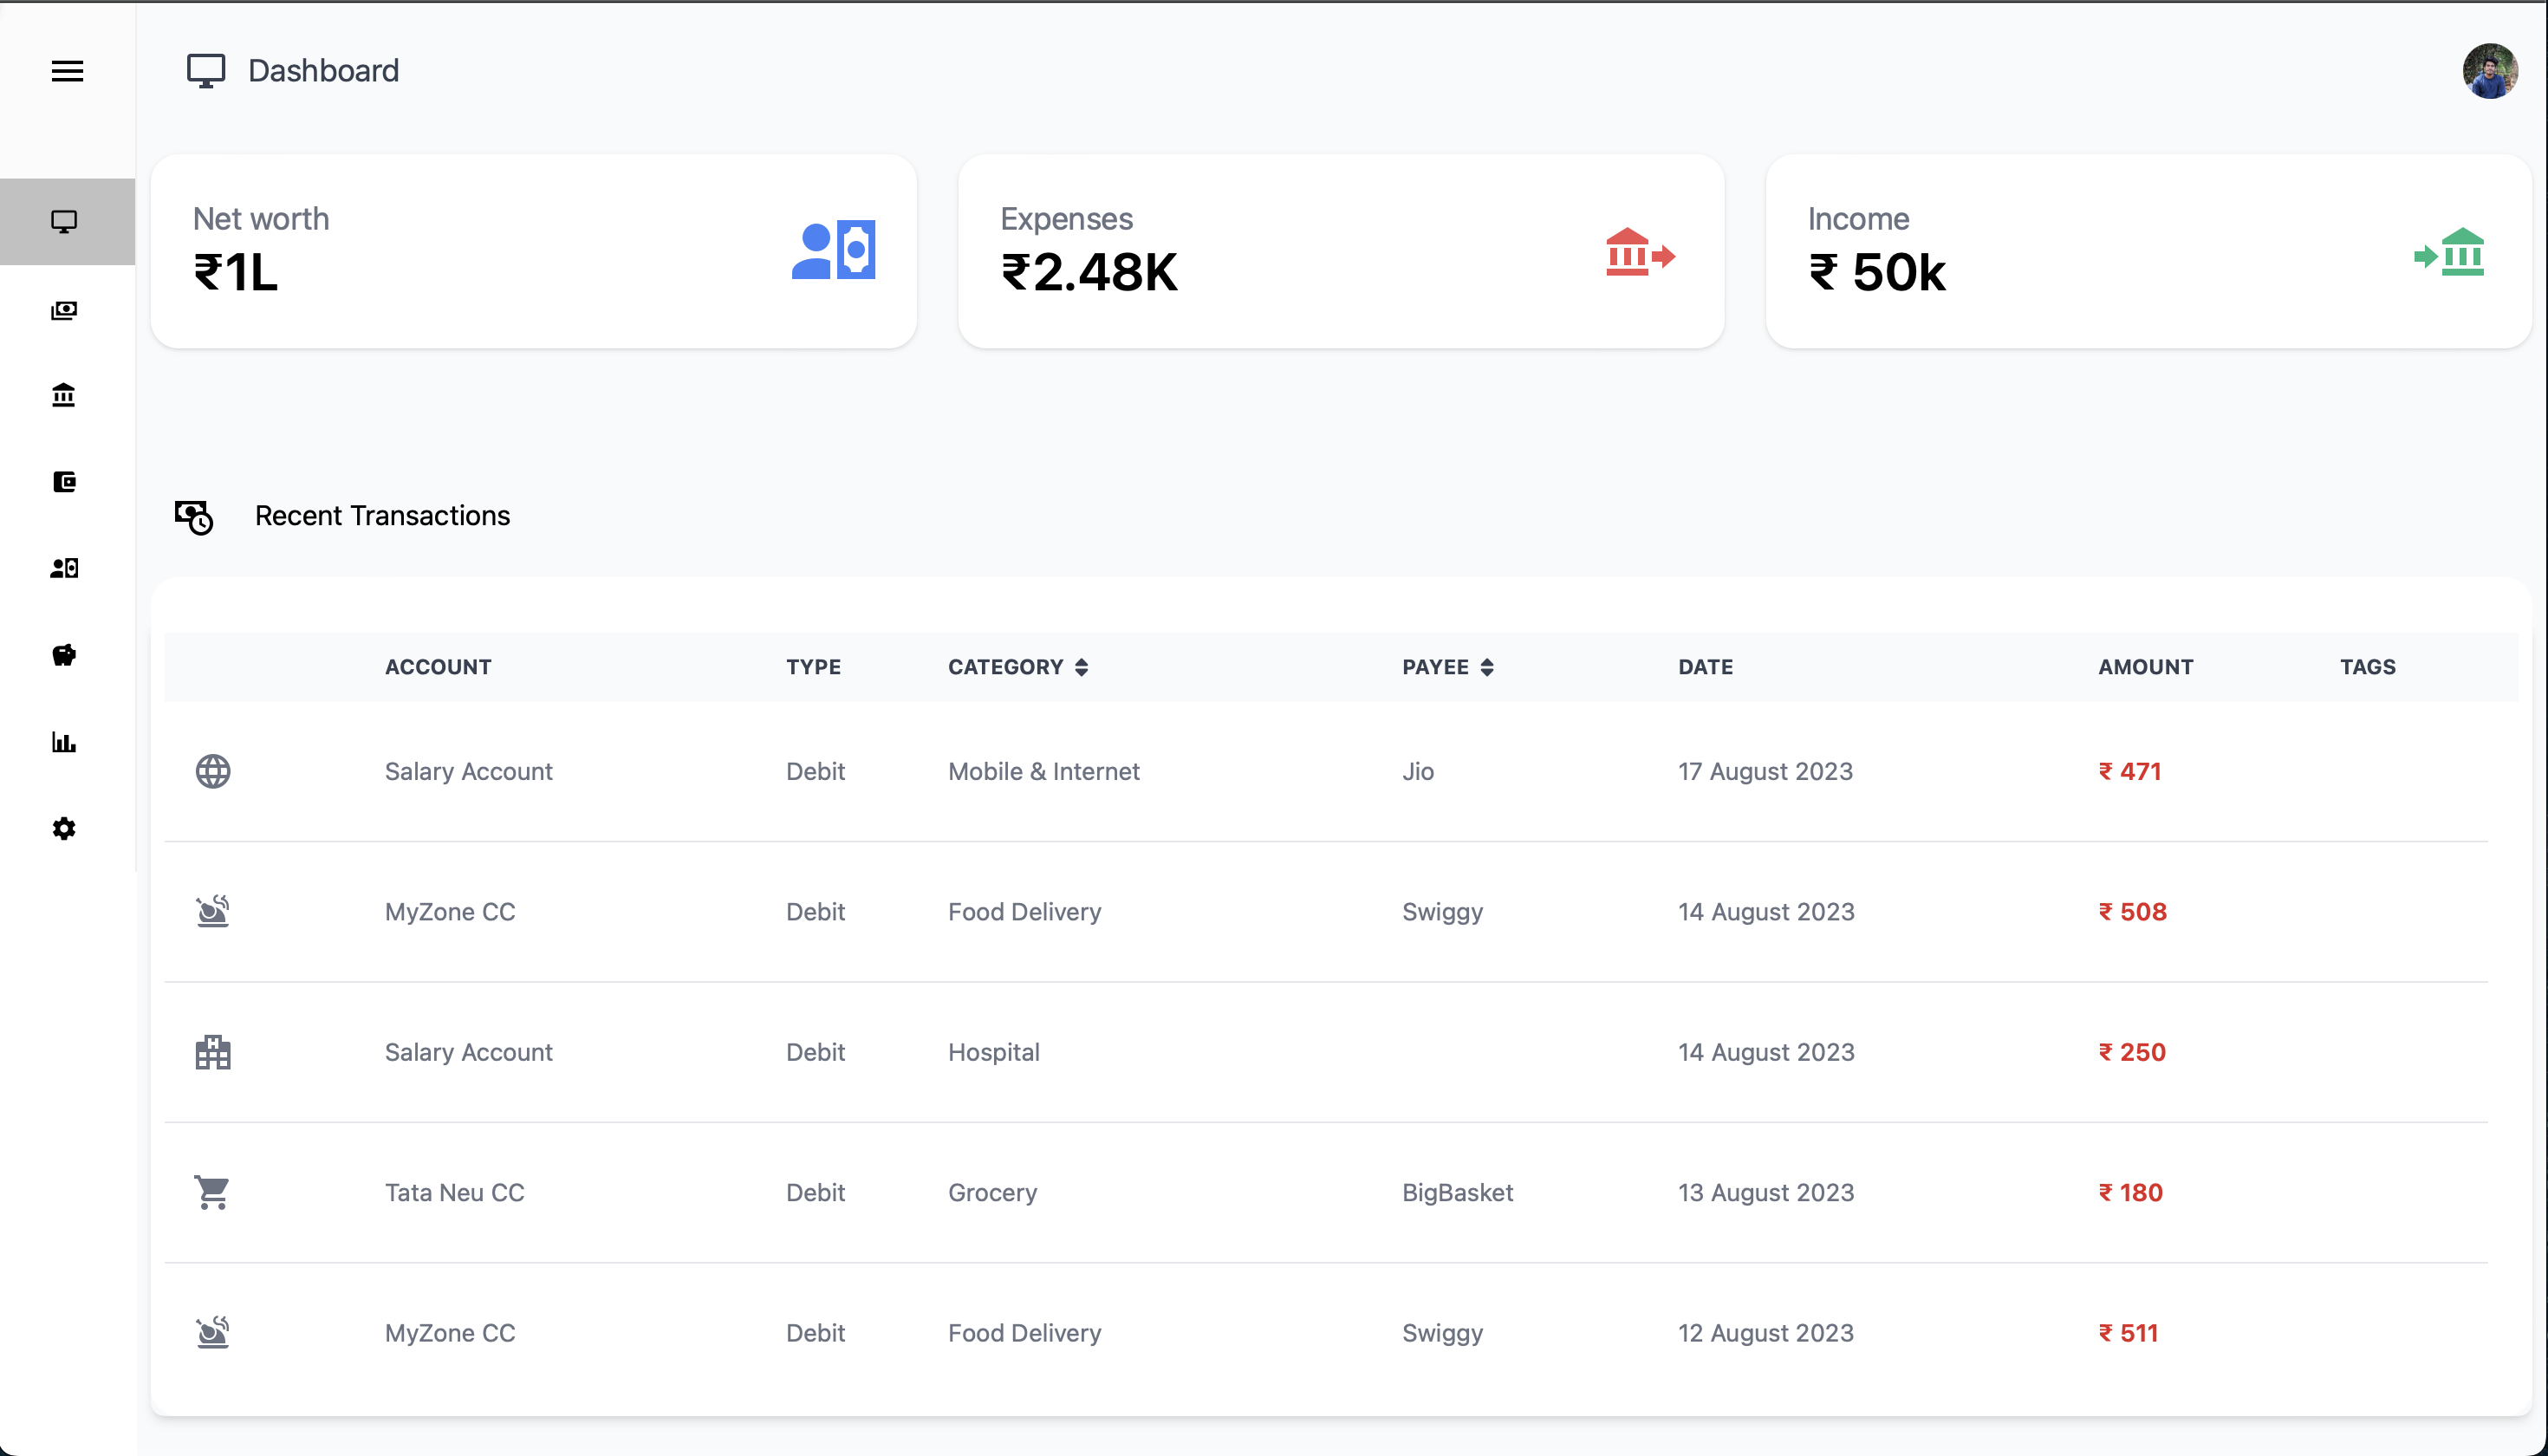 Dashboard
Net worth
₹1L
Expenses
₹2.48K
Income
₹ 50k
Recent Transactions
ACCOUNT TYPE CATEGORY PAYEE DATE AMOUNT TAGS
Salary Account Debit Mobile & Internet Jio 17 August 2023 ₹ 471
MyZone CC Debit Food Delivery Swiggy 14 August 2023 ₹ 508
Salary Account Debit Hospital 14 August 2023 ₹ 250
Tata Neu CC Debit Grocery BigBasket 13 August 2023 ₹ 180
MyZone CC Debit Food Delivery Swiggy 12 August 2023 ₹ 511